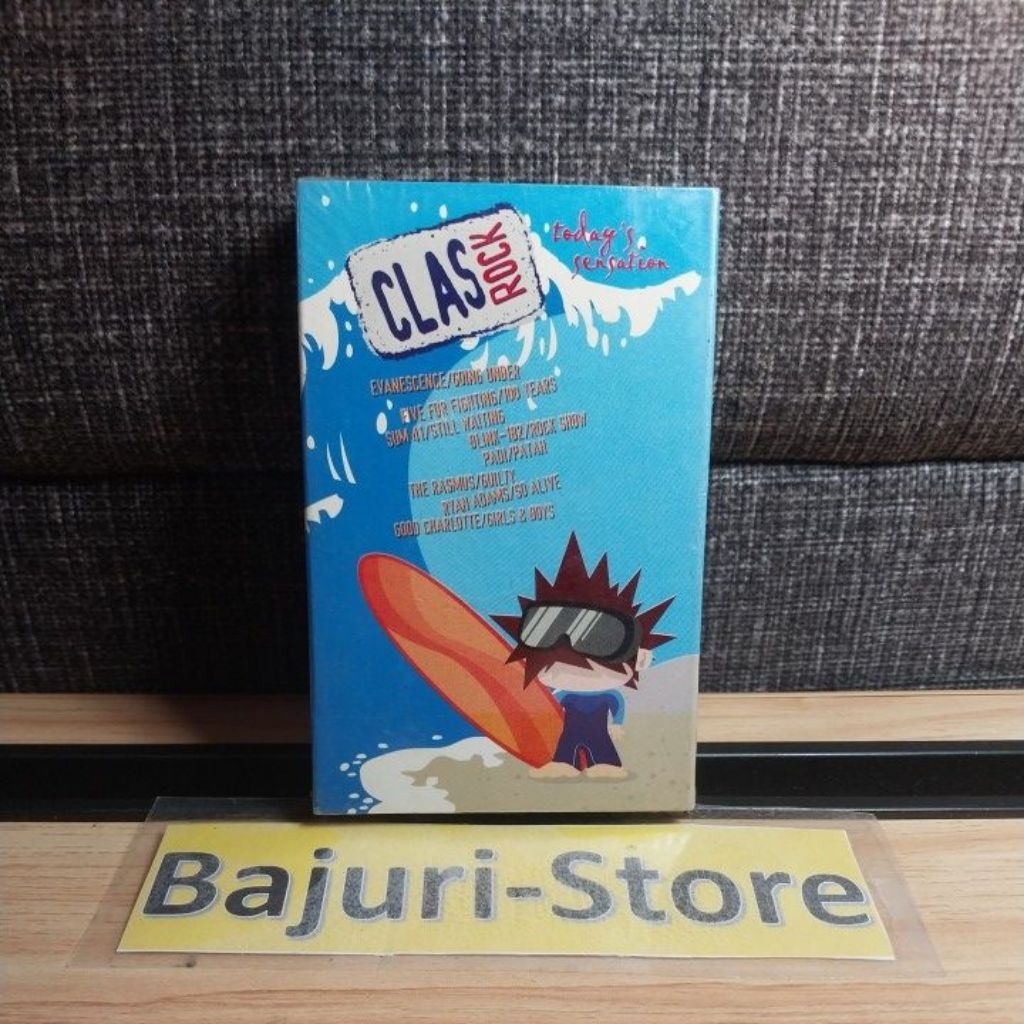 CLAS
ROCK
today's
sensation
EVANESCENCE/GOING UNDER
FIVE FOR FIGHTING/100 YEARS
SUM 41/STILL WAITING
BLINK-182/ROCK SHOW
PADI/PATAH
THE RASMUS/GUILTY
RYAN ADAMS/SO ALIVE
GOOD CHARLOTTE/GIRLS & BOYS
Bajuri-Store